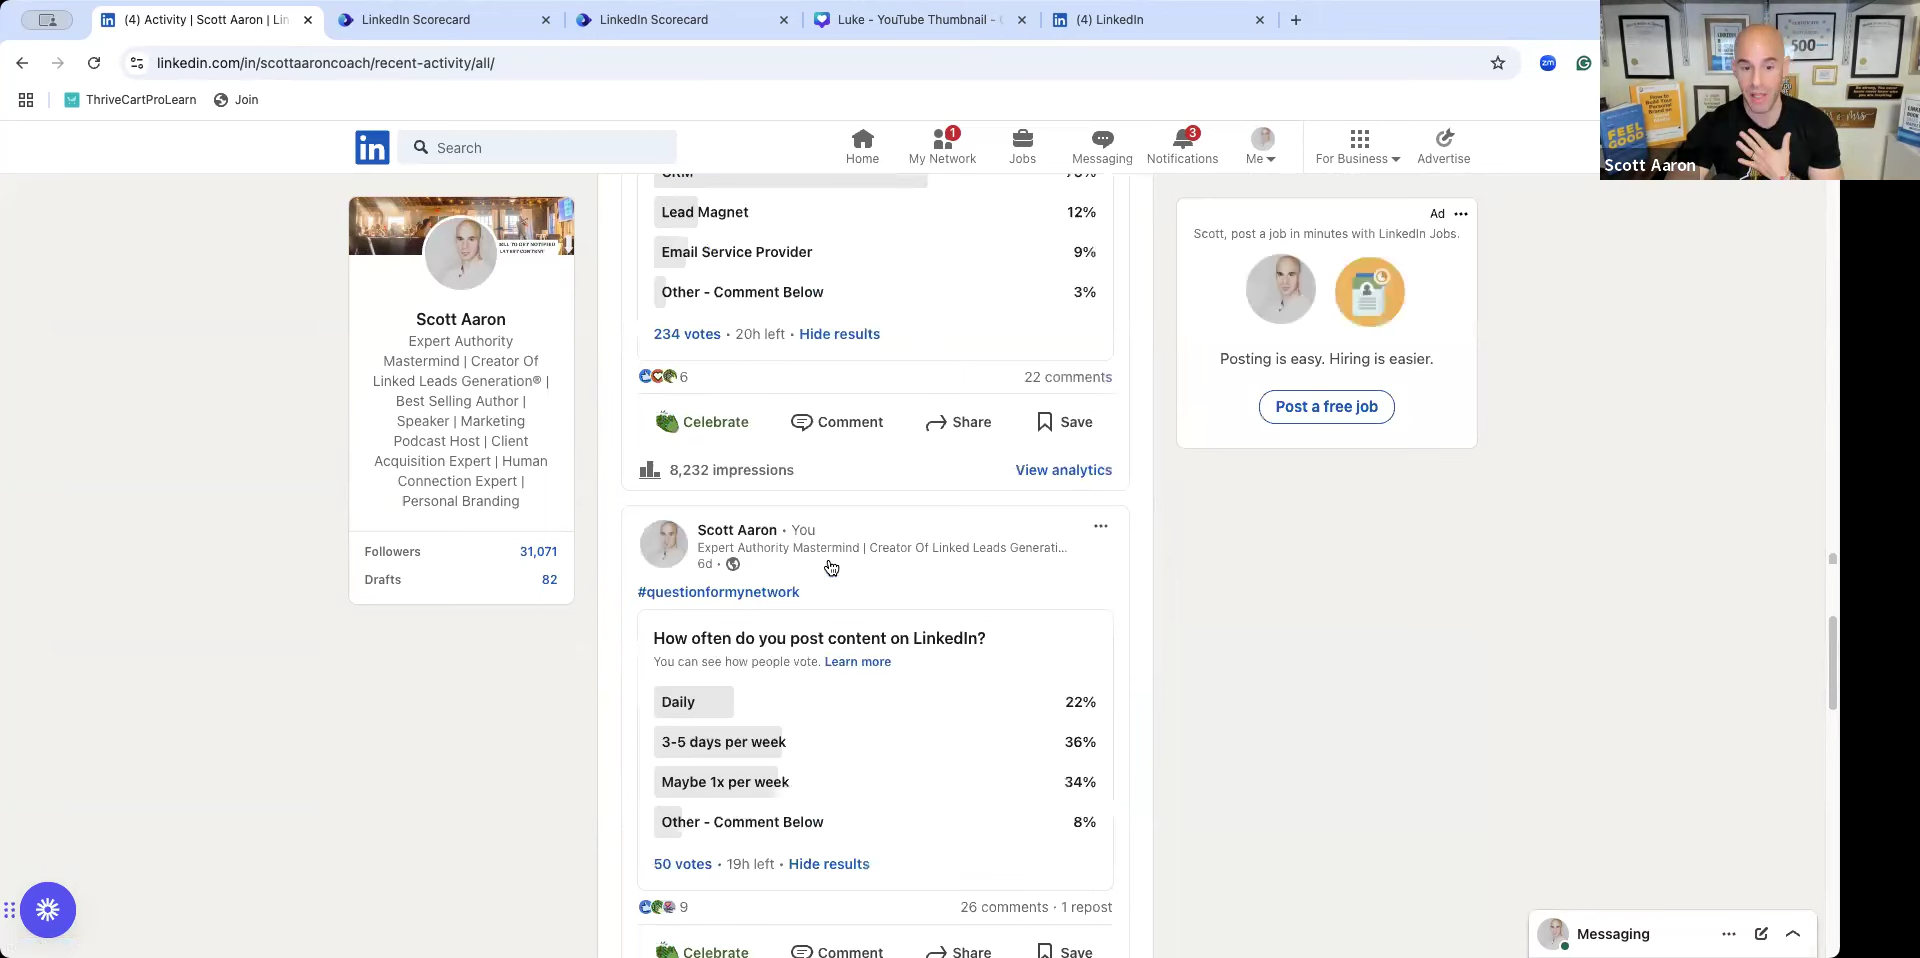 (4) Activity | Scott Aaron | Lin
LinkedIn Scorecard
LinkedIn Scorecard
Luke - YouTube Thumbnail -
(4) LinkedIn
linkedin.com/in/scottaaroncoach/recent-activity/all/
zm
ThriveCartProLearn
Join
in
Search
Home
1
My Network
Jobs
Messaging
3
Notifications
Me
For Business
Advertise
500
FEEL
GOOD
Scott Aaron
Scott Aaron
Expert Authority
Mastermind | Creator Of
Linked Leads Generation® |
Best Selling Author |
Speaker | Marketing
Podcast Host | Client
Acquisition Expert | Human
Connection Expert |
Personal Branding
Followers 31,071
Drafts 82
CRM
Lead Magnet 12%
Email Service Provider 9%
Other - Comment Below 3%
234 votes • 20h left • Hide results
6
22 comments
Celebrate
Comment
Share
Save
8,232 impressions
View analytics
Scott Aaron • You
Expert Authority Mastermind | Creator Of Linked Leads Generati...
6d •
#questionformynetwork
How often do you post content on LinkedIn?
You can see how people vote. Learn more
Daily 22%
3-5 days per week 36%
Maybe 1x per week 34%
Other - Comment Below 8%
50 votes • 19h left • Hide results
9
26 comments • 1 repost
Celebrate
Comment
Share
Save
Ad
Scott, post a job in minutes with LinkedIn Jobs.
Posting is easy. Hiring is easier.
Post a free job
Messaging